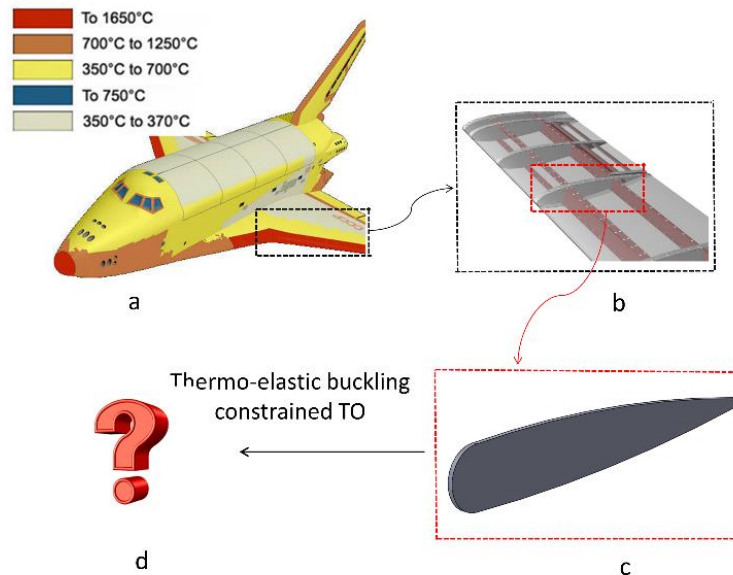 To 1650°C
700°C to 1250°C
350°C to 700°C
To 750°C
350°C to 370°C
a
b
Thermo-elastic buckling
constrained TO
d
c